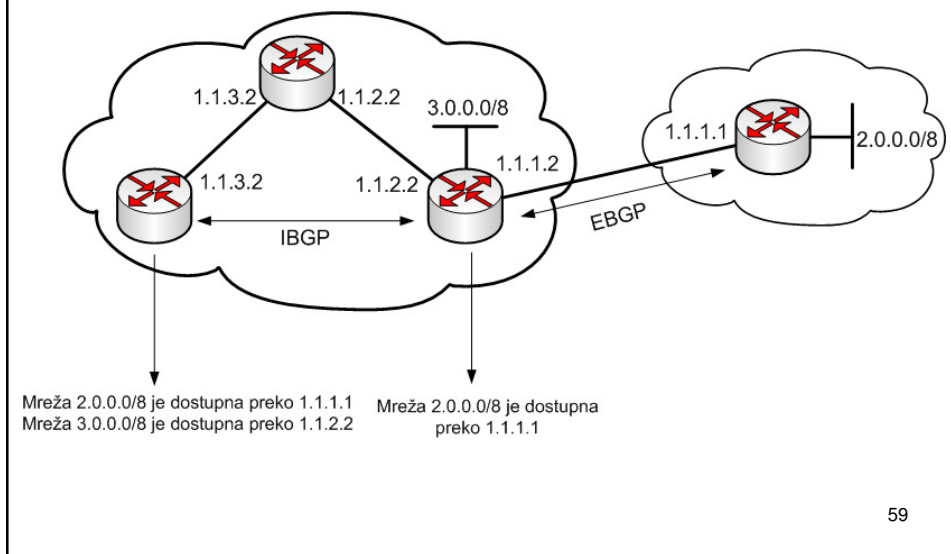 1.1.3.2
1.1.2.2
3.0.0.0/8
1.1.1.1
2.0.0.0/8
1.1.1.2
1.1.3.2
1.1.2.2
IBGP
EBGP
Mreža 2.0.0.0/8 je dostupna preko 1.1.1.1
Mreža 3.0.0.0/8 je dostupna preko 1.1.2.2
Mreža 2.0.0.0/8 je dostupna
preko 1.1.1.1
59